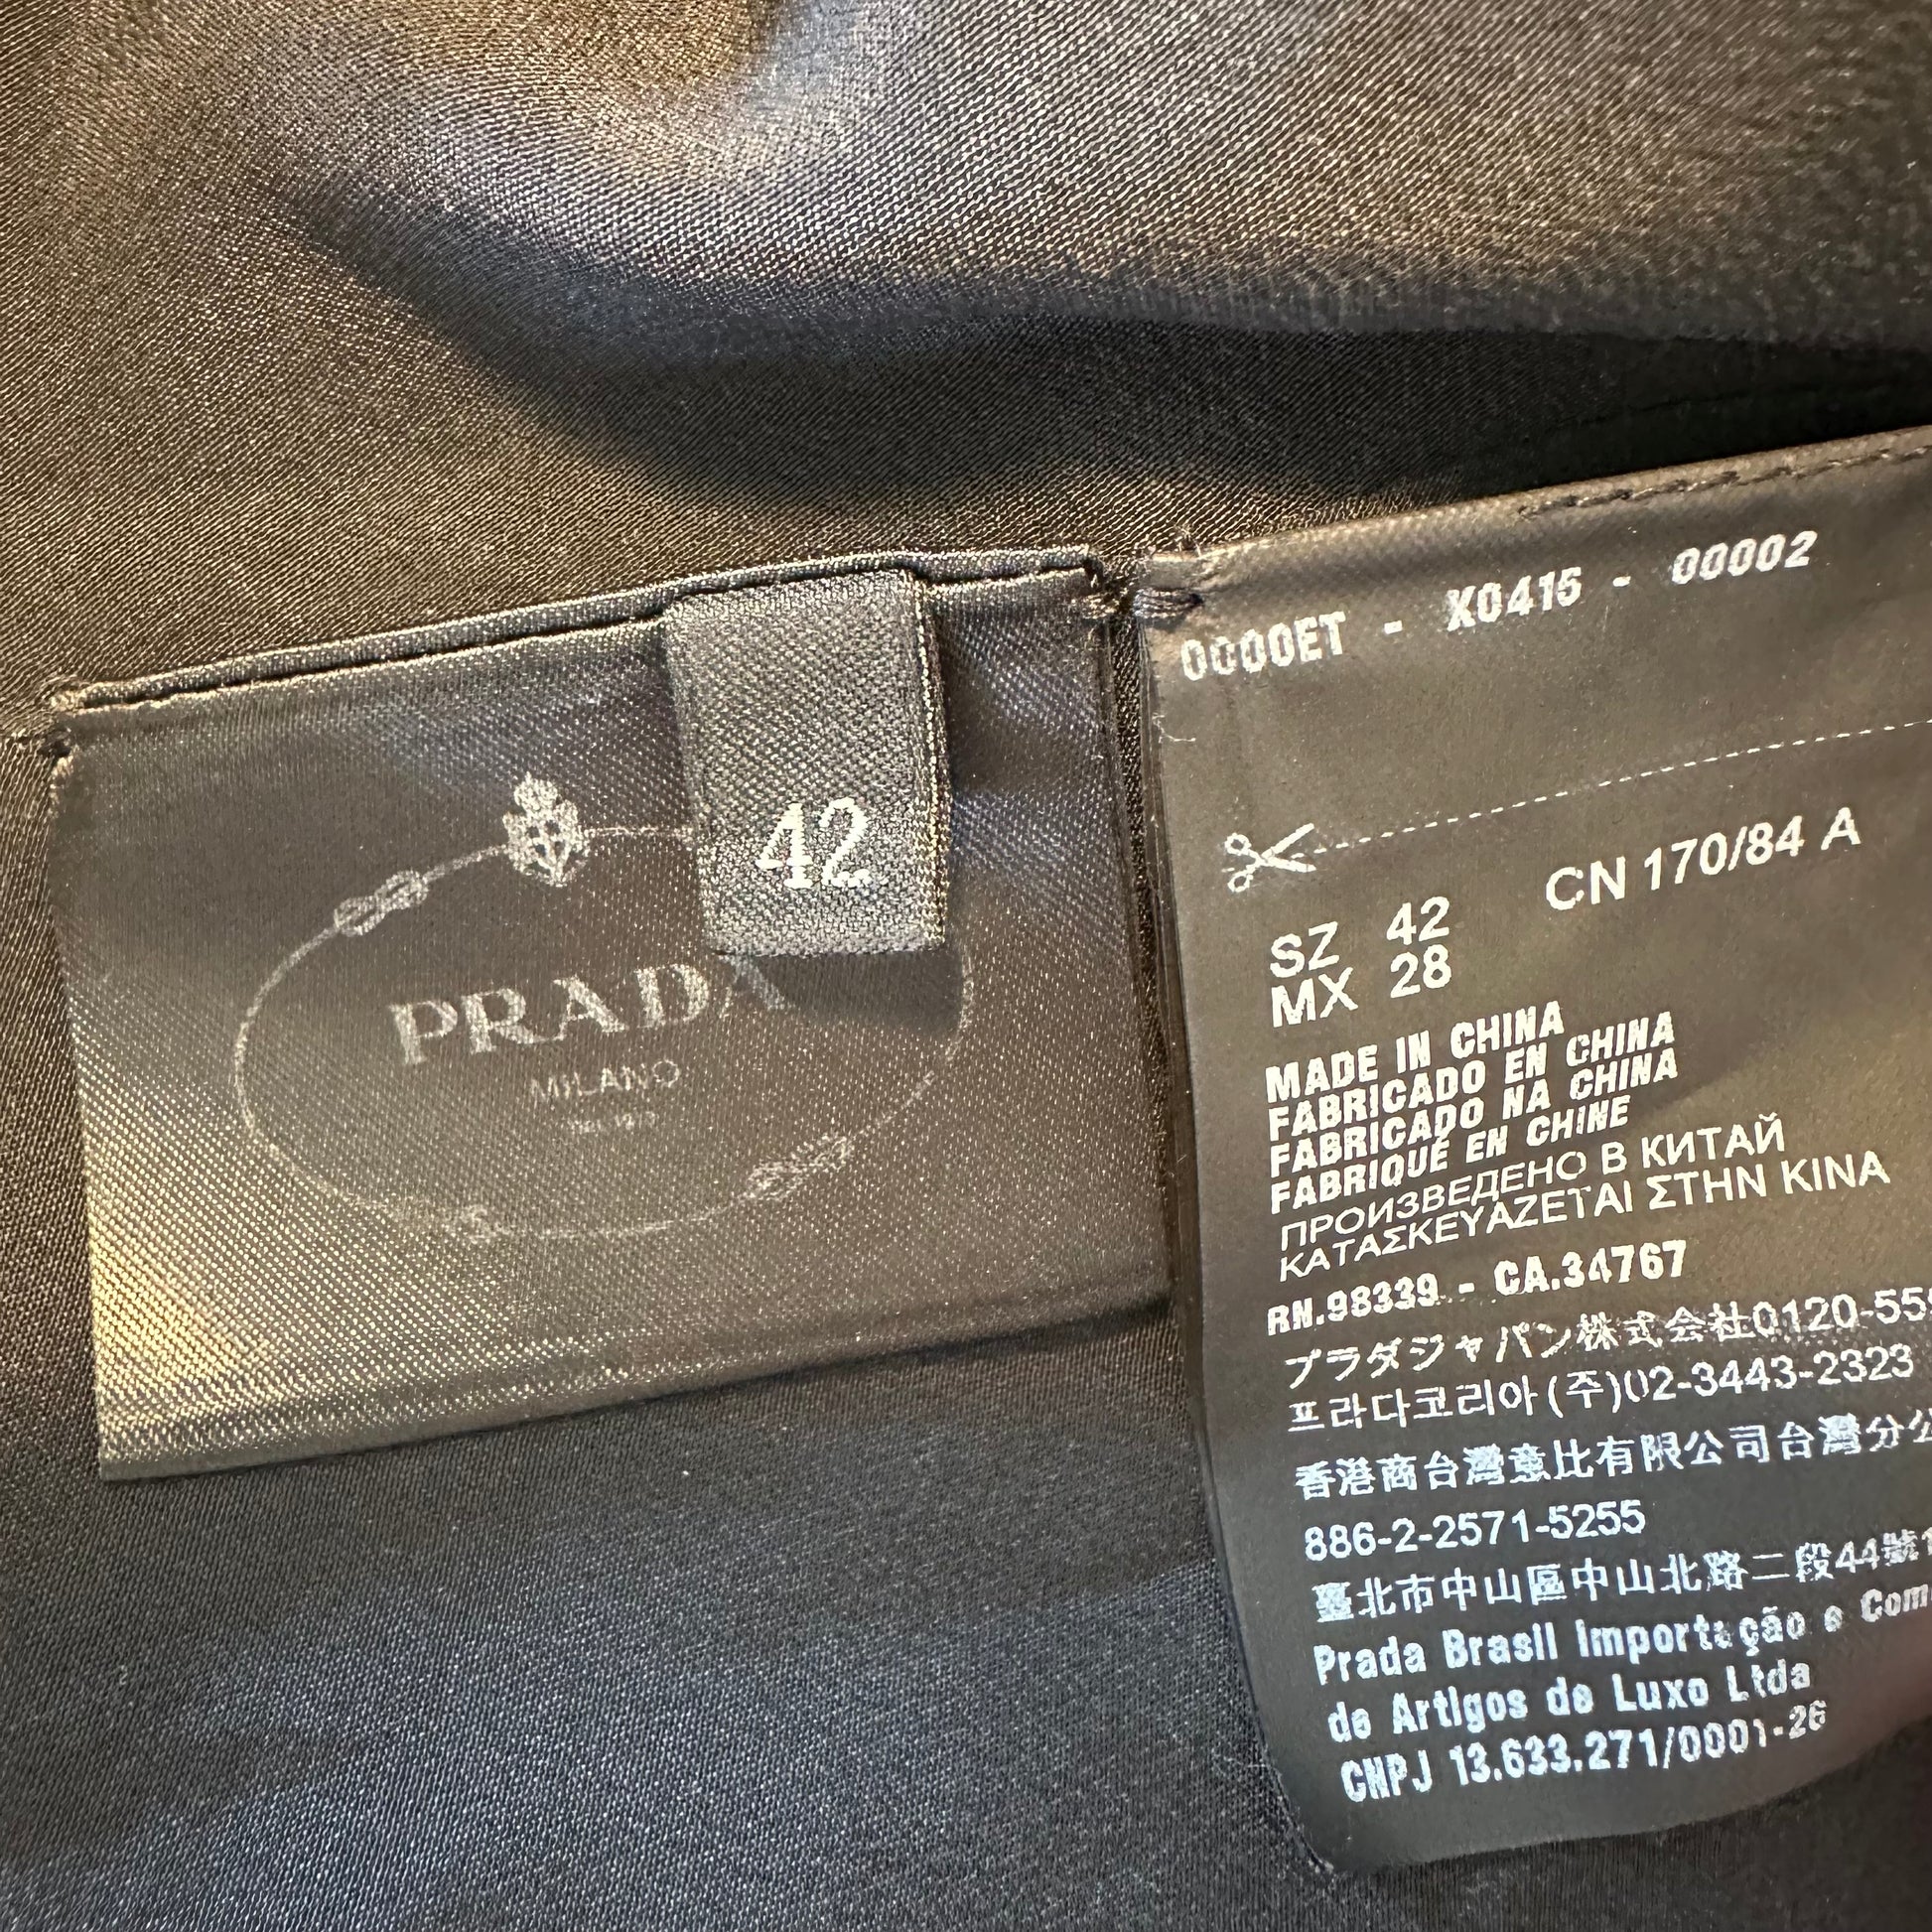 42
PRADA
MILANO
0000ET - X0415 - 00002
SZ 42 CN 170/84 A
MX 28
MADE IN CHINA
FABRICADO EN CHINA
FABRICADO NA CHINA
FABRIQUÉ EN CHINE
ПРОИЗВЕДЕНО В КИТАЙ
ΚΑΤΑΣΚΕΥΑΖΕΤΑΙ ΣΤΗΝ ΚΙΝΑ
RN.98339 - CA.34767
プラダジャパン株式会社0120-55
프라다코리아(주)02-3443-2323
香港商台灣意比有限公司台灣分公
886-2-2571-5255
臺北市中山區中山北路二段44號1
Prada Brasil Importação e Com
de Artigos de Luxo Ltda
CNPJ 13.633.271/0001-26